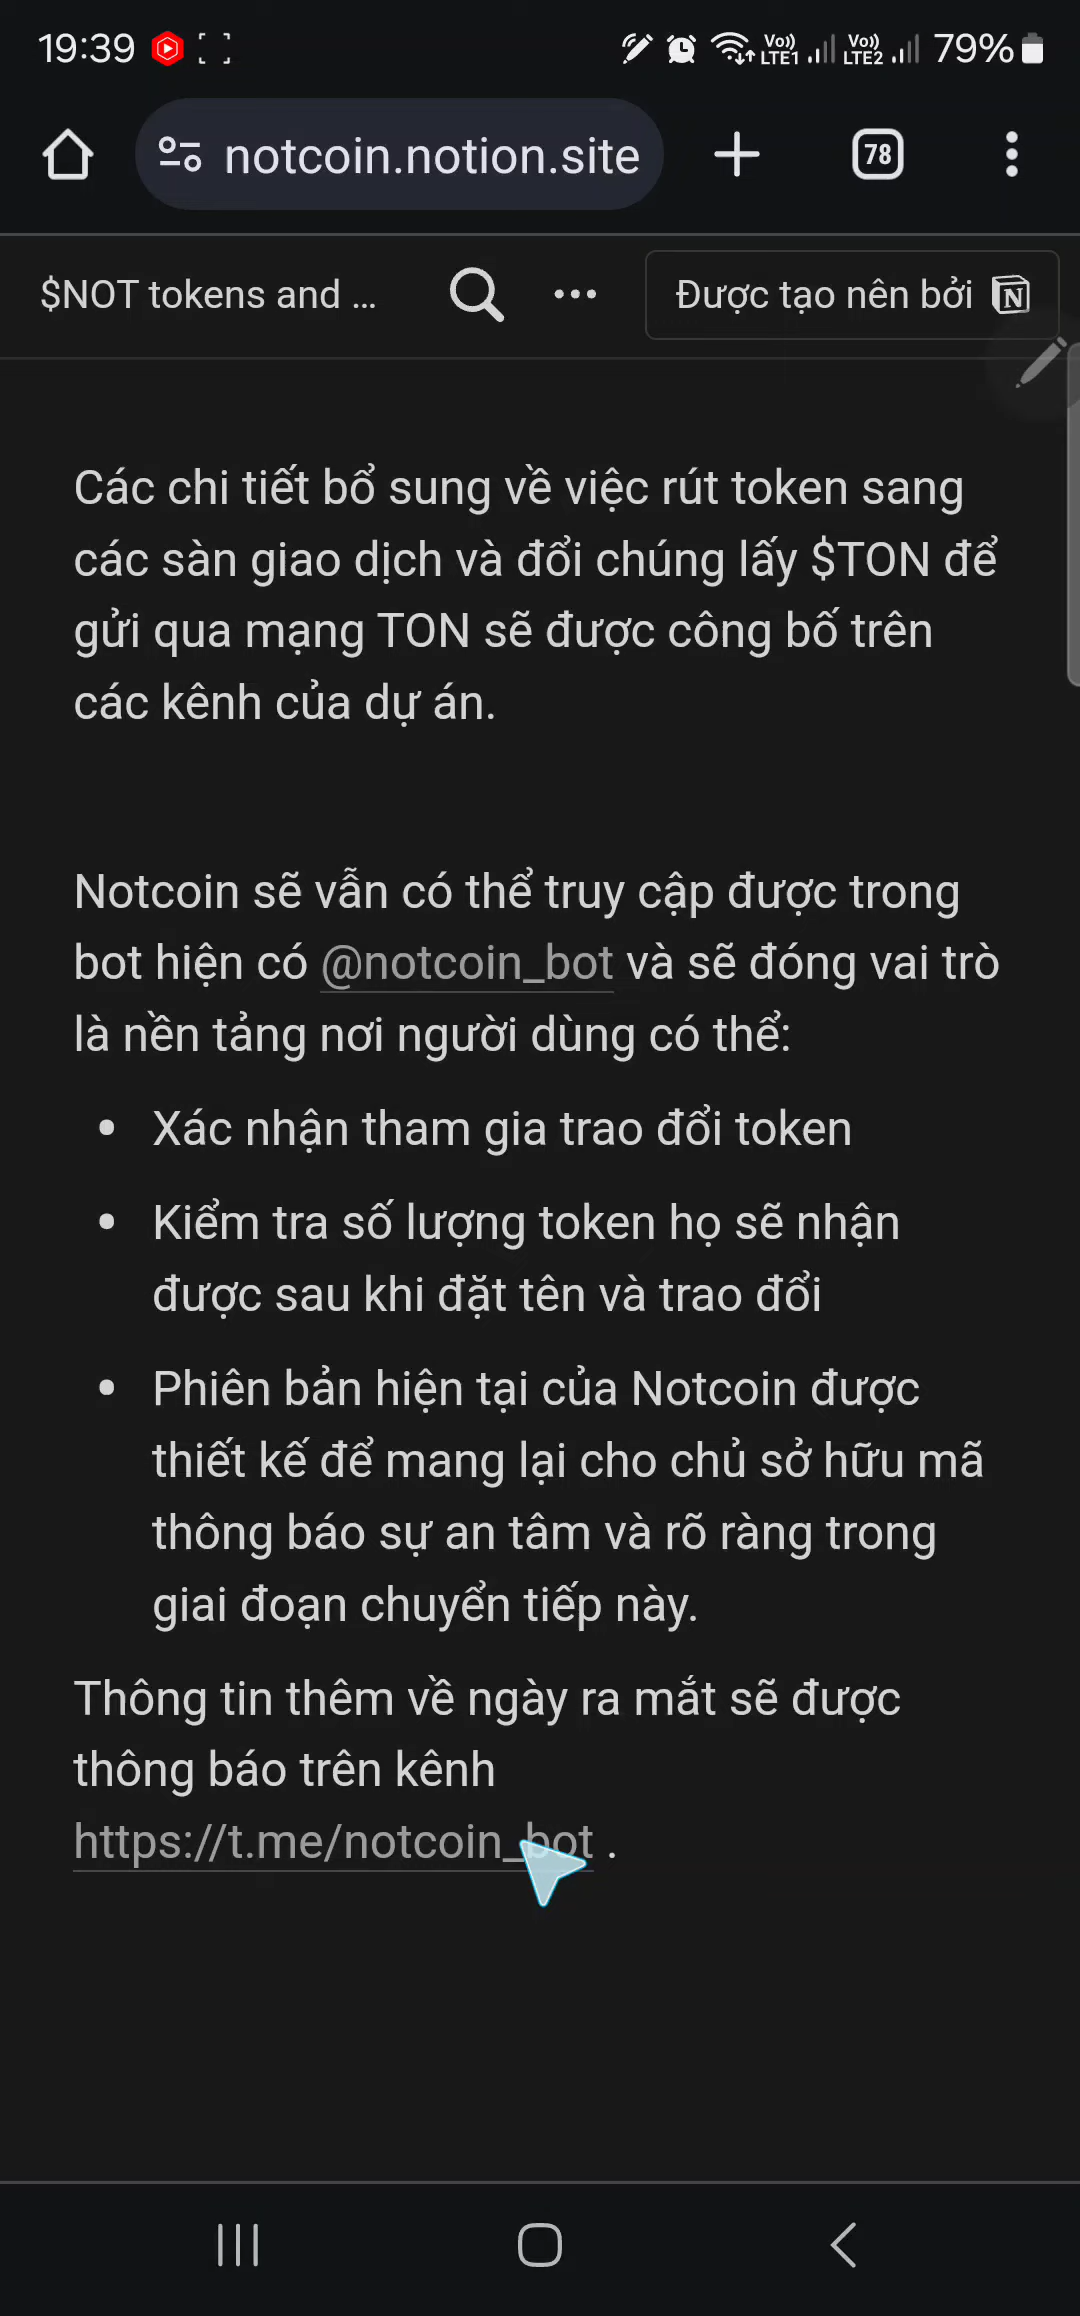 19:39
Vo)) LTE1 Vo)) LTE2 79%
notcoin.notion.site
78
$NOT tokens and ...
Được tạo nên bởi N
Các chi tiết bổ sung về việc rút token sang
các sàn giao dịch và đổi chúng lấy $TON để
gửi qua mạng TON sẽ được công bố trên
các kênh của dự án.
Notcoin sẽ vẫn có thể truy cập được trong
bot hiện có @notcoin_bot và sẽ đóng vai trò
là nền tảng nơi người dùng có thể:
• Xác nhận tham gia trao đổi token
• Kiểm tra số lượng token họ sẽ nhận
được sau khi đặt tên và trao đổi
• Phiên bản hiện tại của Notcoin được
thiết kế để mang lại cho chủ sở hữu mã
thông báo sự an tâm và rõ ràng trong
giai đoạn chuyển tiếp này.
Thông tin thêm về ngày ra mắt sẽ được
thông báo trên kênh
https://t.me/notcoin_bot .